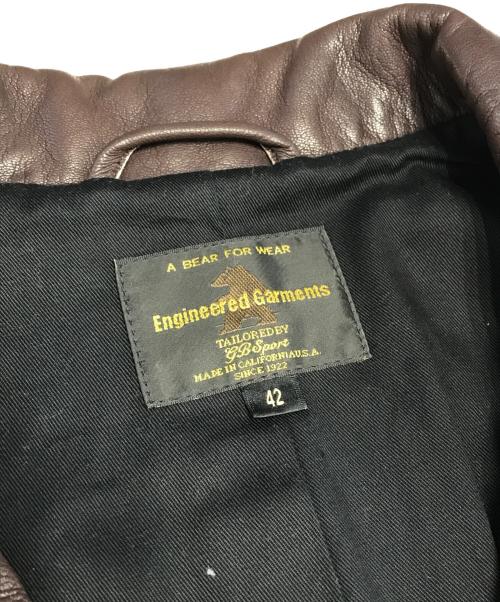 A BEAR FOR WEAR
Engineered Garments
TAILORED BY
GB Sport
MADE IN CALIFORNIA U.S.A.
SINCE 1922
42